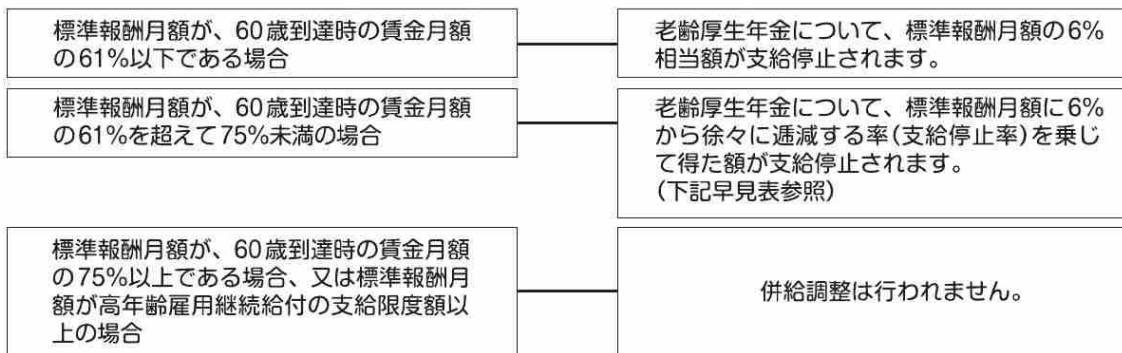 標準報酬月額が、60歳到達時の賃金月額
の61%以下である場合
老齢厚生年金について、標準報酬月額の6%
相当額が支給停止されます。
標準報酬月額が、60歳到達時の賃金月額
の61%を超えて75%未満の場合
老齢厚生年金について、標準報酬月額に6%
から徐々に逓減する率(支給停止率)を乗じ
て得た額が支給停止されます。
(下記早見表参照)
標準報酬月額が、60歳到達時の賃金月額
の75%以上である場合、又は標準報酬月
額が高年齢雇用継続給付の支給限度額以
上の場合
併給調整は行われません。